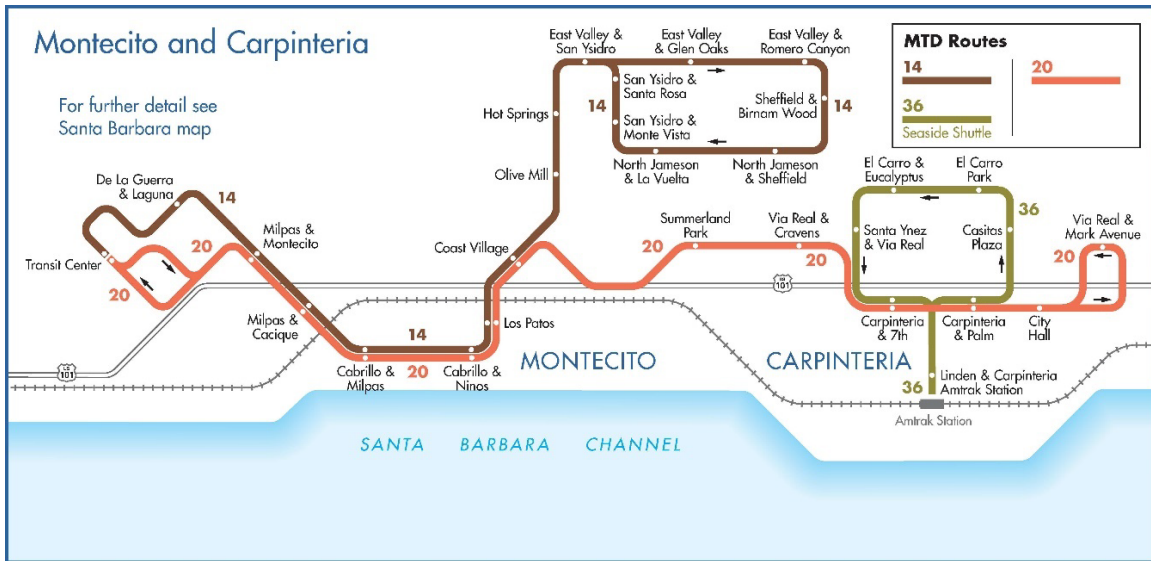 Montecito and Carpinteria
For further detail see
Santa Barbara map
MTD Routes
14
20
36
Seaside Shuttle
East Valley &
San Ysidro
East Valley
& Glen Oaks
East Valley &
Romero Canyon
San Ysidro &
Santa Rosa
14
Sheffield &
Birnam Wood
14
Hot Springs
San Ysidro &
Monte Vista
North Jameson
& La Vuelta
North Jameson
& Sheffield
Olive Mill
De La Guerra
& Laguna
14
Milpas &
Montecito
20
Transit Center
20
Coast Village
Summerland
Park
20
Via Real &
Cravens
20
El Carro &
Eucalyptus
El Carro
Park
36
Santa Ynez
& Via Real
Casitas
Plaza
Via Real &
Mark Avenue
20
US
101
Milpas &
Cacique
14
Los Patos
20
Cabrillo &
Milpas
Cabrillo &
Ninos
MONTECITO
CARPINTERIA
Carpinteria
& 7th
Carpinteria
& Palm
City
Hall
US
101
36
Linden & Carpinteria
Amtrak Station
Amtrak Station
SANTA BARBARA CHANNEL